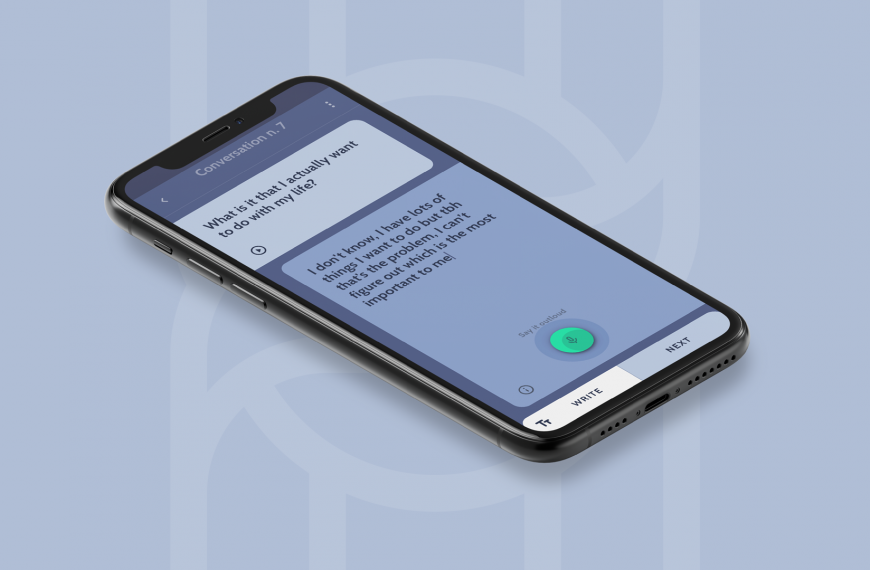 Conversation n. 7
What is it that I actually want
to do with my life?
I don't know, I have lots of
things I want to do but tbh
that's the problem, I can't
figure out which is the most
important to me
Say it outloud
WRITE
NEXT